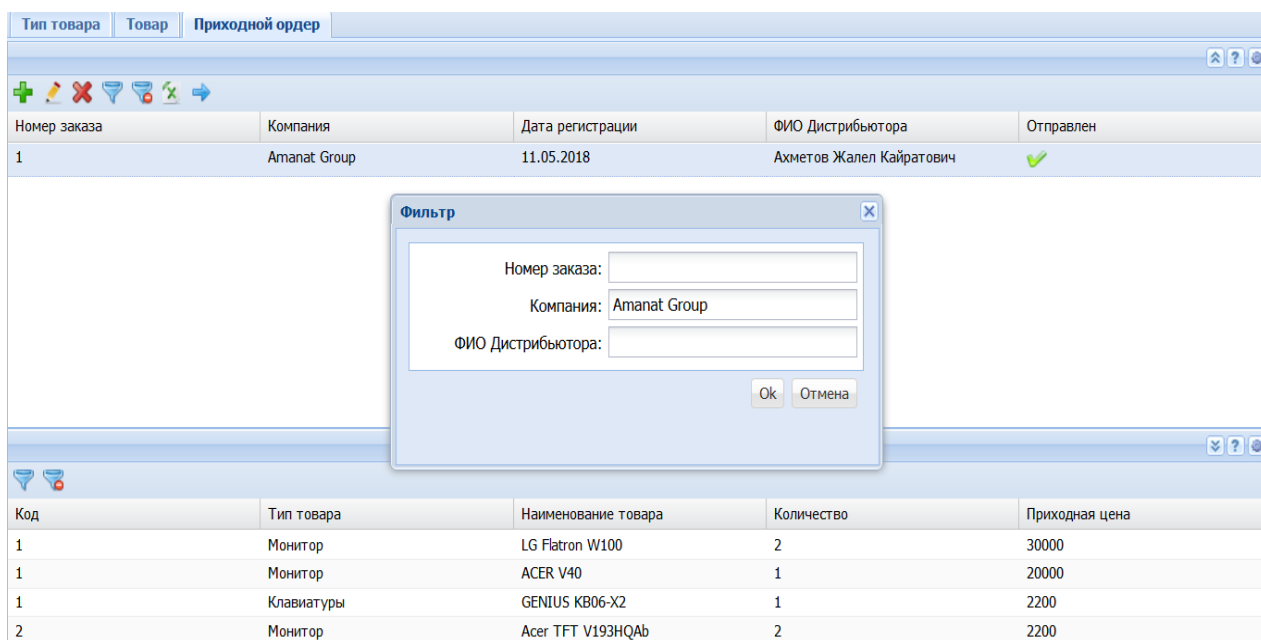 Тип товара Товар Приходной ордер
Номер заказа Компания Дата регистрации ФИО Дистрибьютора Отправлен
1 Amanat Group 11.05.2018 Ахметов Жалел Кайратович
Фильтр
Номер заказа:
Компания: Amanat Group
ФИО Дистрибьютора:
Ok Отмена
Код Тип товара Наименование товара Количество Приходная цена
1 Монитор LG Flatron W100 2 30000
1 Монитор ACER V40 1 20000
1 Клавиатуры GENIUS KB06-X2 1 2200
2 Монитор Acer TFT V193HQAb 2 2200